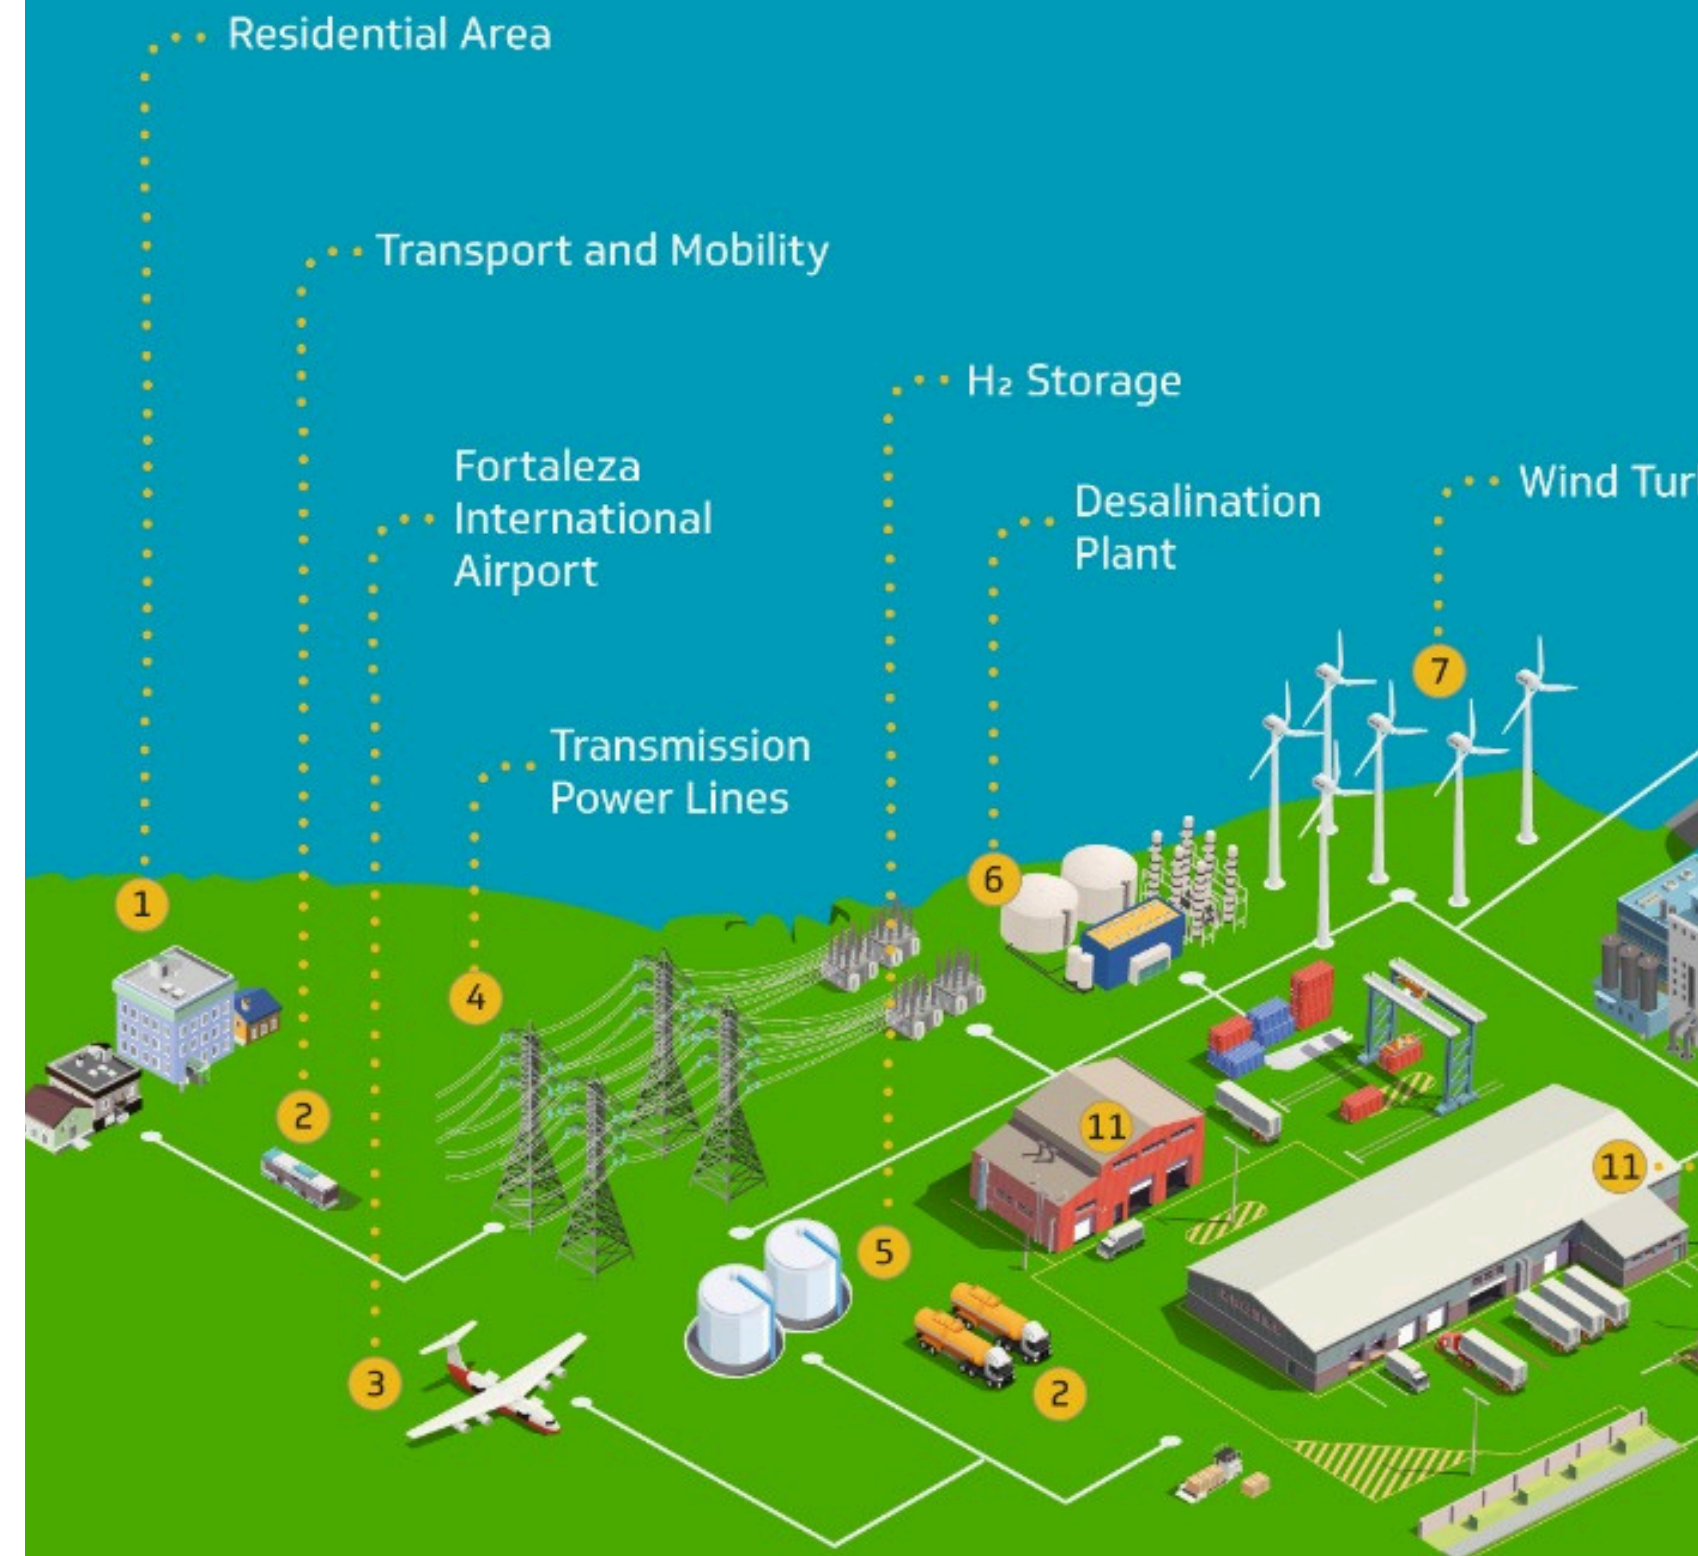 Residential Area
Transport and Mobility
H₂ Storage
Fortaleza
International
Airport
Desalination
Plant
Wind Tur
Transmission
Power Lines
7
6
1
4
2
11
11
5
3
2